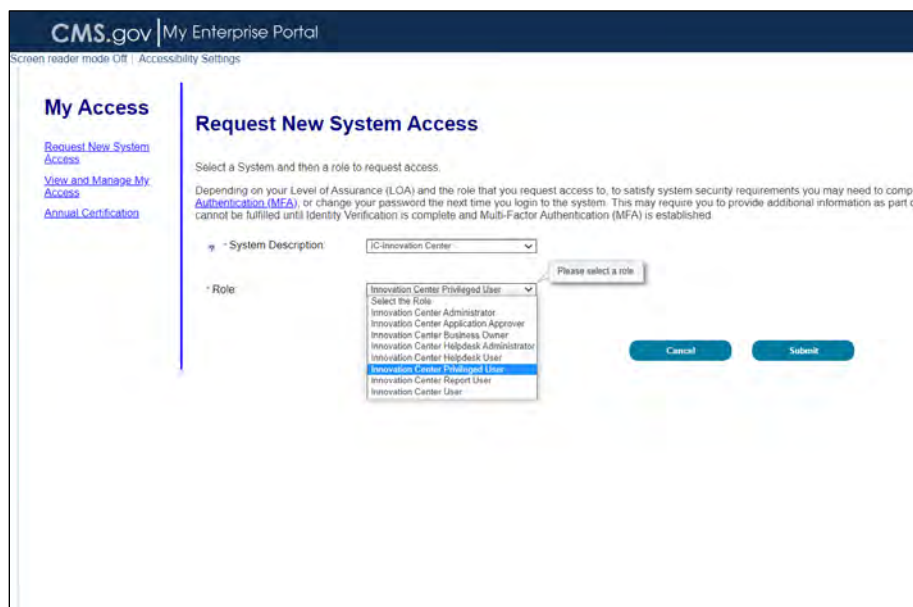 CMS.gov My Enterprise Portal
Screen reader mode Off | Accessibility Settings
My Access
Request New System
Access
View and Manage My
Access
Annual Certification
Request New System Access
Select a System and then a role to request access.
Depending on your Level of Assurance (LOA) and the role that you request access to, to satisfy system security requirements you may need to comp
Authentication (MFA), or change your password the next time you login to the system. This may require you to provide additional information as part o
cannot be fulfilled until Identity Verification is complete and Multi-Factor Authentication (MFA) is established.
? * System Description: IC-Innovation Center
Please select a role
* Role: Innovation Center Privileged User
Select the Role
Innovation Center Administrator
Innovation Center Application Approver
Innovation Center Business Owner
Innovation Center Helpdesk Administrator
Innovation Center Helpdesk User
Innovation Center Privileged User
Innovation Center Report User
Innovation Center User
Cancel Submit